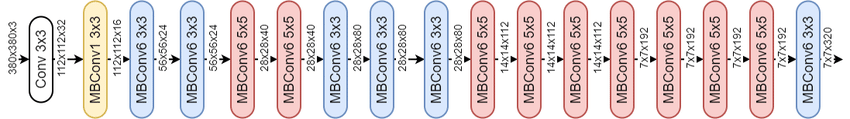 380x380x3
Conv 3x3
112x112x32
MBConv1 3x3
112x112x16
MBConv6 3x3
56x56x24
MBConv6 3x3
56x56x24
MBConv6 5x5
28x28x40
MBConv6 5x5
28x28x40
MBConv6 3x3
28x28x80
MBConv6 3x3
28x28x80
MBConv6 3x3
28x28x80
MBConv6 5x5
14x14x112
MBConv6 5x5
14x14x112
MBConv6 5x5
14x14x112
MBConv6 5x5
7x7x192
MBConv6 5x5
7x7x192
MBConv6 5x5
7x7x192
MBConv6 5x5
7x7x192
MBConv6 3x3
7x7x320